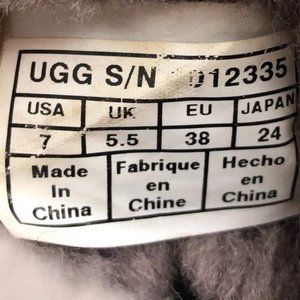 UGG S/N 1012335
USA UK EU JAPAN
7 5.5 38 24
Made Fabrique Hecho
In en en
China Chine China